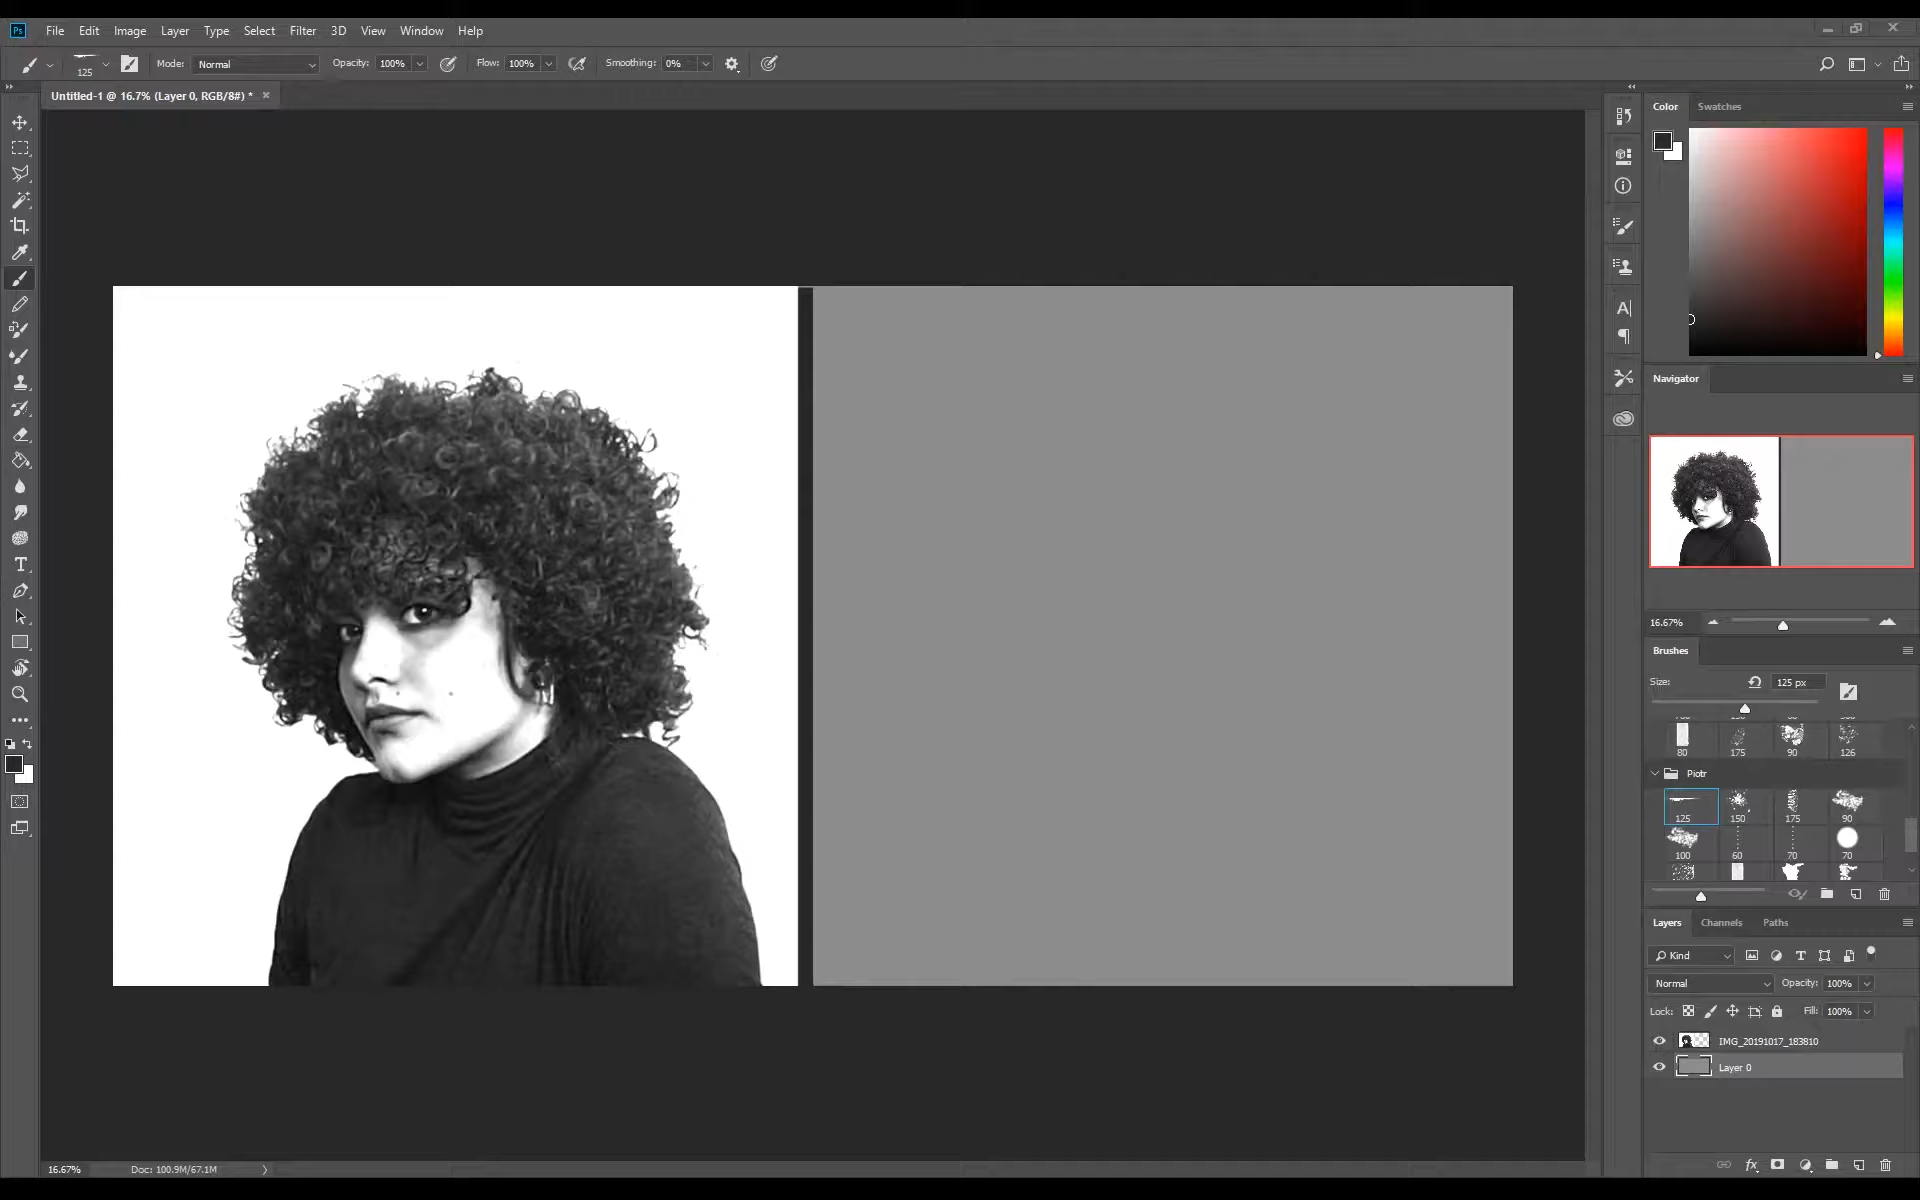 Ps File Edit Image Layer Type Select Filter 3D View Window Help
125 Mode: Normal Opacity: 100% Flow: 100% Smoothing: 0%
Untitled-1 @ 16.7% (Layer 0, RGB/8#) *
Color Swatches
Navigator
16.67%
Brushes
Size: 125 px
80 175 90 126
Piotr
125 150 175 90
100 60 70 70
Layers Channels Paths
Kind
Normal Opacity: 100%
Lock: Fill: 100%
IMG_20191017_183810
Layer 0
16.67% Doc: 100.9M/67.1M